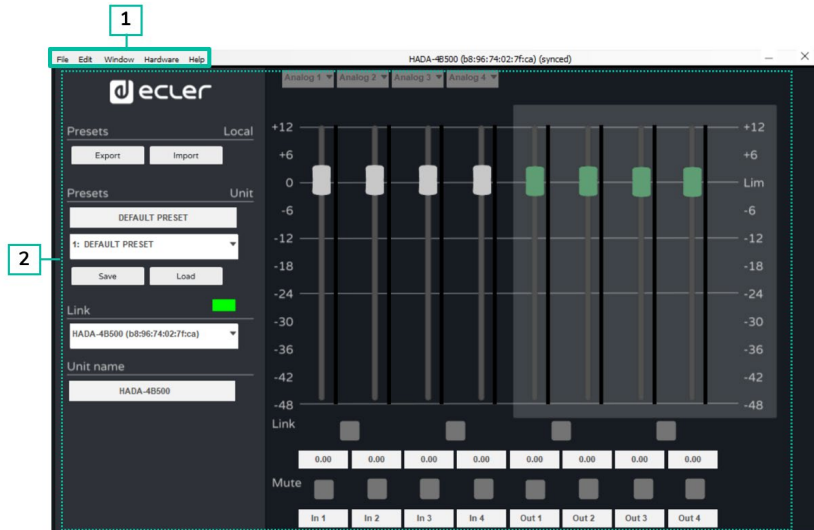 1
File Edit Window Hardware Help
HADA-4B500 (b8:96:74:02:7f:ca) (synced)
2
ecler
Presets Local
Export Import
Presets Unit
DEFAULT PRESET
1: DEFAULT PRESET
Save Load
Link
HADA-4B500 (b8:96:74:02:7f:ca)
Unit name
HADA-4B500
Analog 1 Analog 2 Analog 3 Analog 4
+12 +12
+6 +6
0 Lim
-6 -6
-12 -12
-18 -18
-24 -24
-30 -30
-36 -36
-42 -42
-48 -48
Link
0.00 0.00 0.00 0.00 0.00 0.00 0.00 0.00
Mute
In 1 In 2 In 3 In 4 Out 1 Out 2 Out 3 Out 4